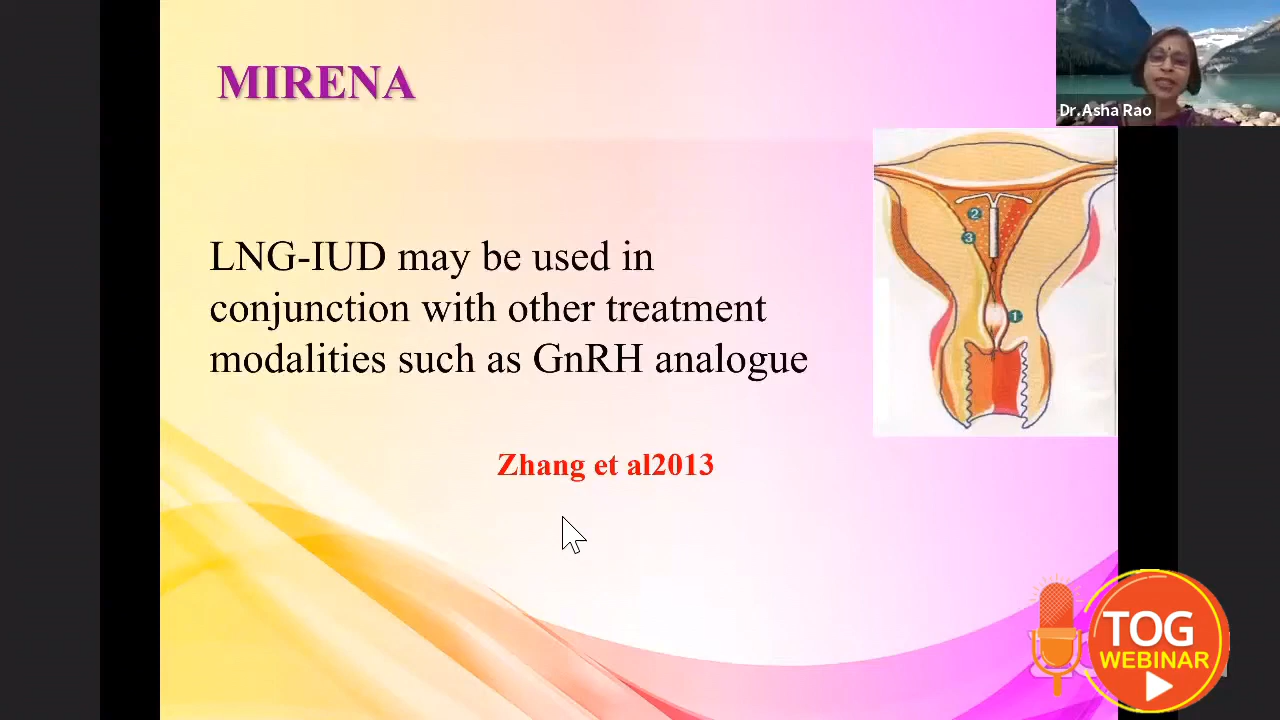 MIRENA
Dr.Asha Rao
2
3
1
LNG-IUD may be used in
conjunction with other treatment
modalities such as GnRH analogue
Zhang et al2013
TOG
WEBINAR